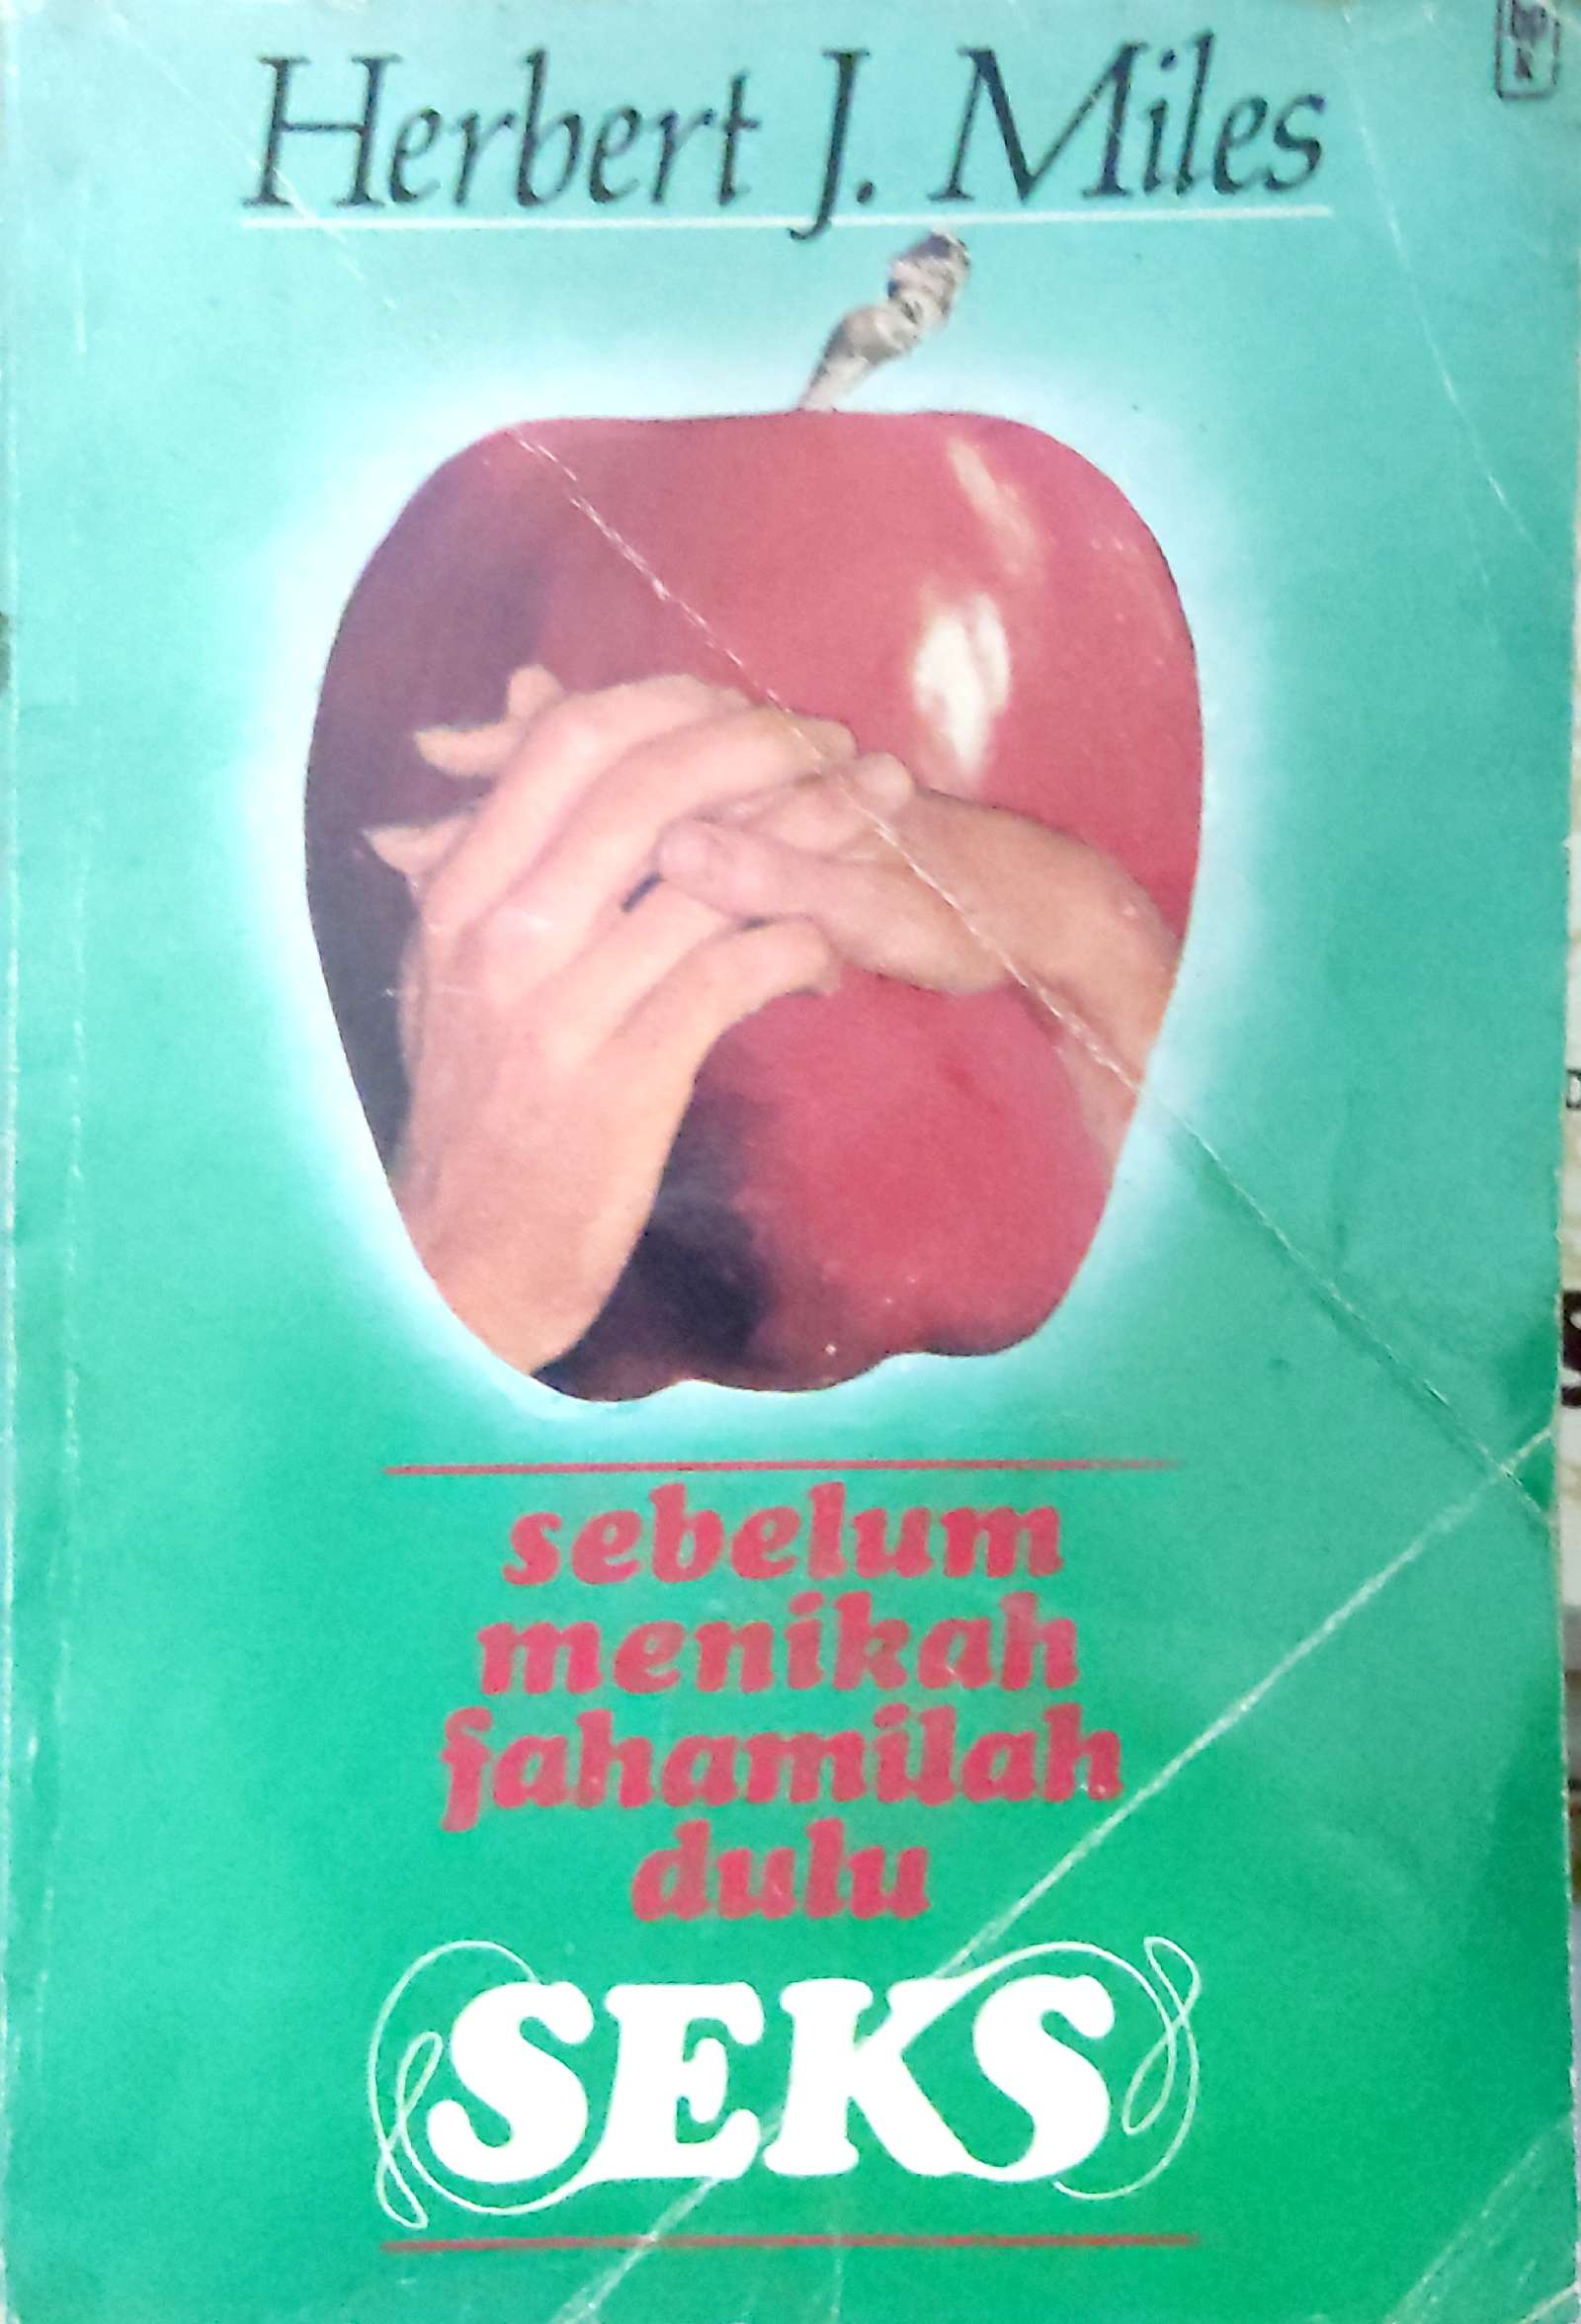 Herbert J. Miles
sebelum
menikah
fahamilah
dulu
SEKS